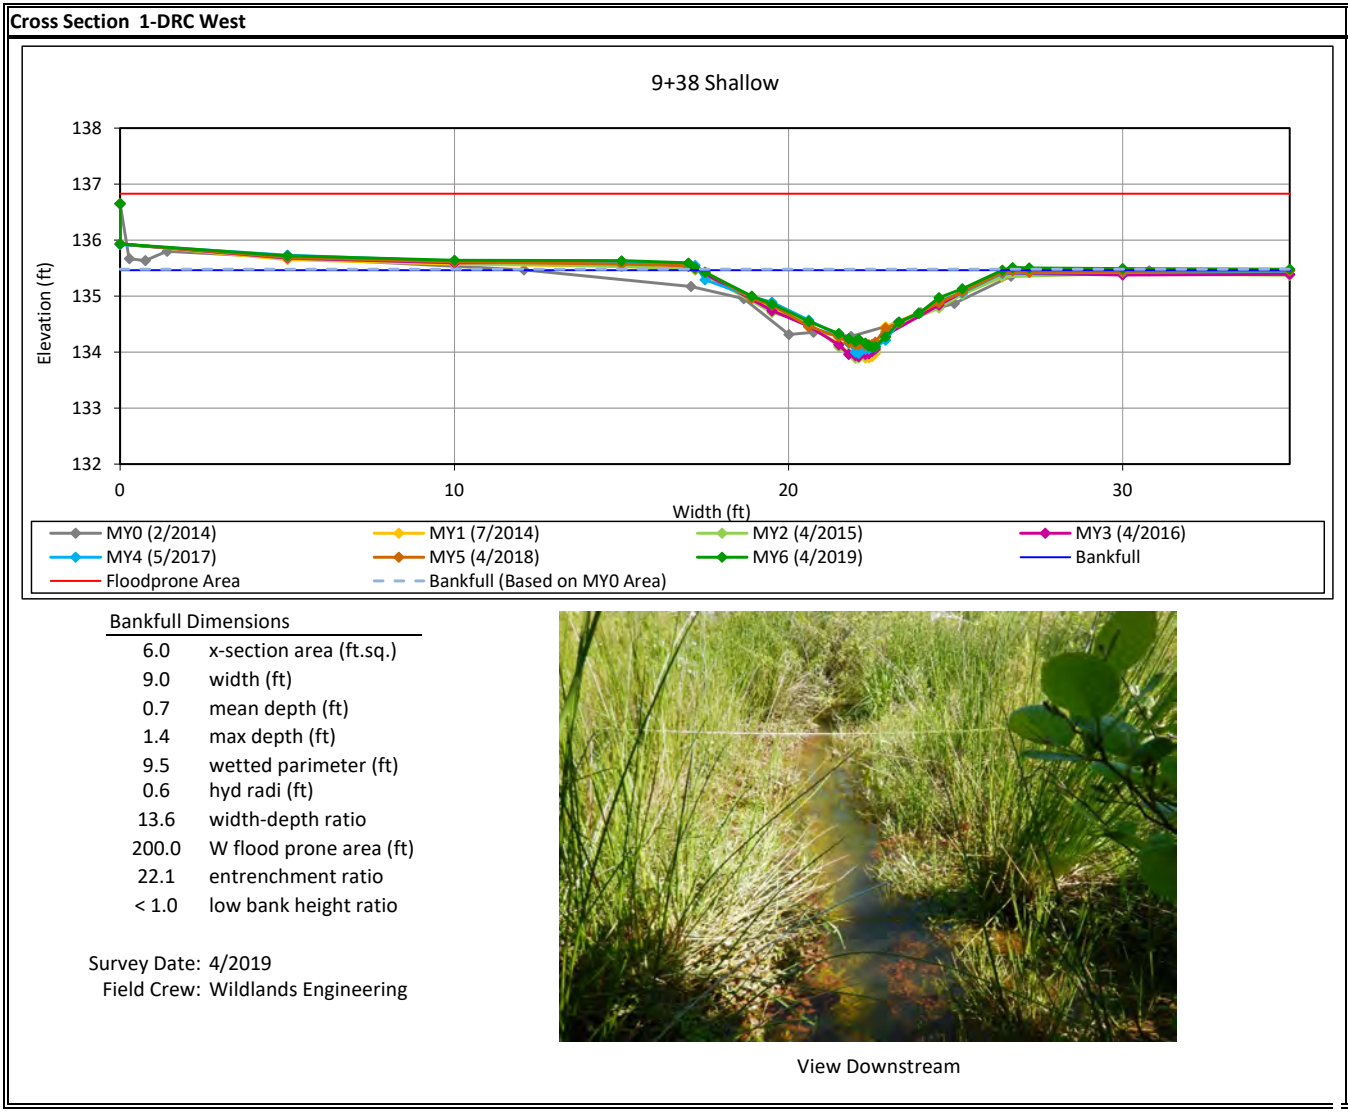 Cross Section 1-DRC West
9+38 Shallow
138
137
136
135
134
133
132
Elevation (ft)
0 10 20 30
Width (ft)
MY0 (2/2014) MY1 (7/2014) MY2 (4/2015) MY3 (4/2016)
MY4 (5/2017) MY5 (4/2018) MY6 (4/2019) Bankfull
Floodprone Area Bankfull (Based on MY0 Area)
Bankfull Dimensions
6.0 x-section area (ft.sq.)
9.0 width (ft)
0.7 mean depth (ft)
1.4 max depth (ft)
9.5 wetted parimeter (ft)
0.6 hyd radi (ft)
13.6 width-depth ratio
200.0 W flood prone area (ft)
22.1 entrenchment ratio
< 1.0 low bank height ratio
Survey Date: 4/2019
Field Crew: Wildlands Engineering
View Downstream